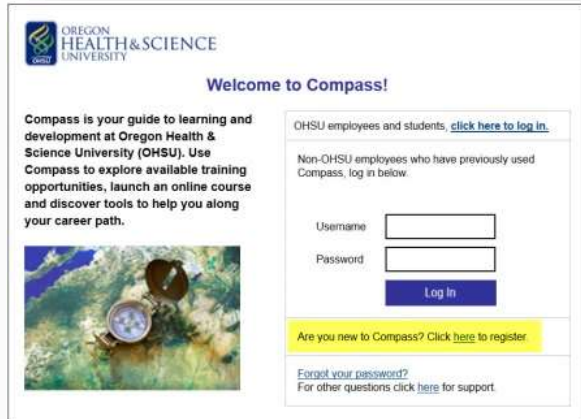 OREGON
HEALTH&SCIENCE
UNIVERSITY
OHSU
Welcome to Compass!
Compass is your guide to learning and
development at Oregon Health &
Science University (OHSU). Use
Compass to explore available training
opportunities, launch an online course
and discover tools to help you along
your career path.
OHSU employees and students, click here to log in.
Non-OHSU employees who have previously used
Compass, log in below.
Username
Password
Log In
Are you new to Compass? Click here to register.
Forgot your password?
For other questions click here for support.